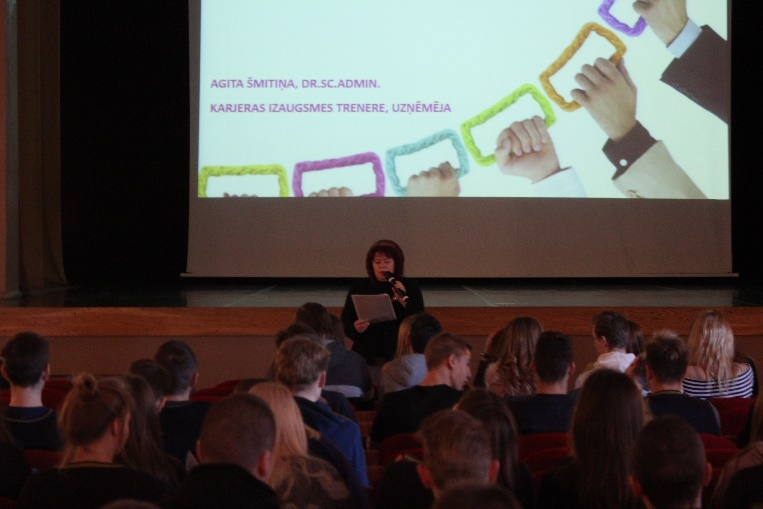 AGITA ŠMITIŅA, DR.SC.ADMIN.
KARJERAS IZAUGSMES TRENERE, UZŅĒMĒJA